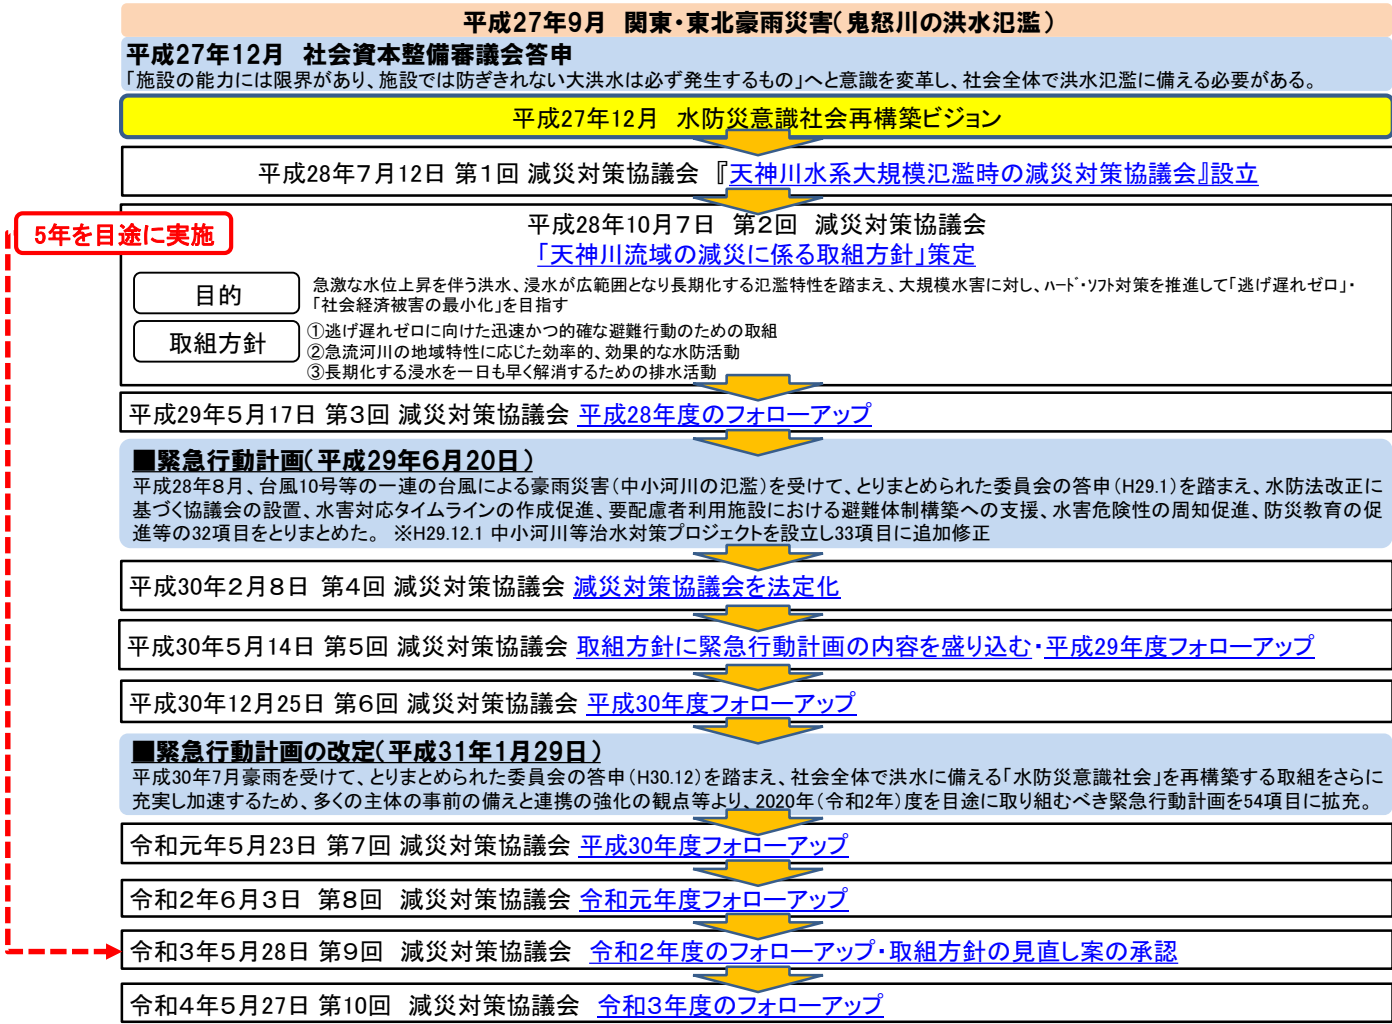 平成27年9月　関東・東北豪雨災害（鬼怒川の洪水氾濫）
平成27年12月　社会資本整備審議会答申
「施設の能力には限界があり、施設では防ぎきれない大洪水は必ず発生するもの」へと意識を変革し、社会全体で洪水氾濫に備える必要がある。
平成27年12月　水防災意識社会再構築ビジョン
平成28年7月12日 第１回 減災対策協議会 『天神川水系大規模氾濫時の減災対策協議会』設立
5年を目途に実施
平成28年10月7日　第２回　減災対策協議会
「天神川流域の減災に係る取組方針」策定
目的
急激な水位上昇を伴う洪水、浸水が広範囲となり長期化する氾濫特性を踏まえ、大規模水害に対し、ﾊｰﾄﾞ・ｿﾌﾄ対策を推進して「逃げ遅れゼロ」・
「社会経済被害の最小化」を目指す
取組方針
①逃げ遅れゼロに向けた迅速かつ的確な避難行動のための取組
②急流河川の地域特性に応じた効率的、効果的な水防活動
③長期化する浸水を一日も早く解消するための排水活動
平成29年５月17日 第３回 減災対策協議会 平成28年度のフォローアップ
■緊急行動計画（平成29年６月20日）
平成28年８月、台風10号等の一連の台風による豪雨災害（中小河川の氾濫）を受けて、とりまとめられた委員会の答申（H29.1）を踏まえ、水防法改正に
基づく協議会の設置、水害対応タイムラインの作成促進、要配慮者利用施設における避難体制構築への支援、水害危険性の周知促進、防災教育の促
進等の32項目をとりまとめた。　※H29.12.1 中小河川等治水対策プロジェクトを設立し33項目に追加修正
平成30年２月８日　第４回 減災対策協議会 減災対策協議会を法定化
平成30年５月14日 第５回 減災対策協議会 取組方針に緊急行動計画の内容を盛り込む・平成29年度フォローアップ
平成30年12月25日 第６回 減災対策協議会 平成30年度フォローアップ
■緊急行動計画の改定（平成31年１月29日）
平成30年７月豪雨を受けて、とりまとめられた委員会の答申（H30.12）を踏まえ、社会全体で洪水に備える「水防災意識社会」を再構築する取組をさらに
充実し加速するため、多くの主体の事前の備えと連携の強化の観点等より、2020年（令和2年）度を目途に取り組むべき緊急行動計画を54項目に拡充。
令和元年５月23日 第７回 減災対策協議会 平成30年度フォローアップ
令和２年６月３日　第８回　減災対策協議会 令和元年度フォローアップ
令和３年５月28日 第９回　減災対策協議会　令和２年度のフォローアップ・取組方針の見直し案の承認
令和４年５月27日 第10回　減災対策協議会　令和３年度のフォローアップ